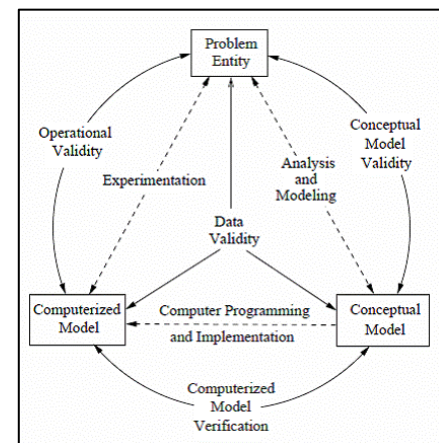 Problem
Entity
Operational
Validity
Conceptual
Model
Validity
Experimentation
Analysis
and
Modeling
Data
Validity
Computerized
Model
Computer Programming
and Implementation
Conceptual
Model
Computerized
Model
Verification